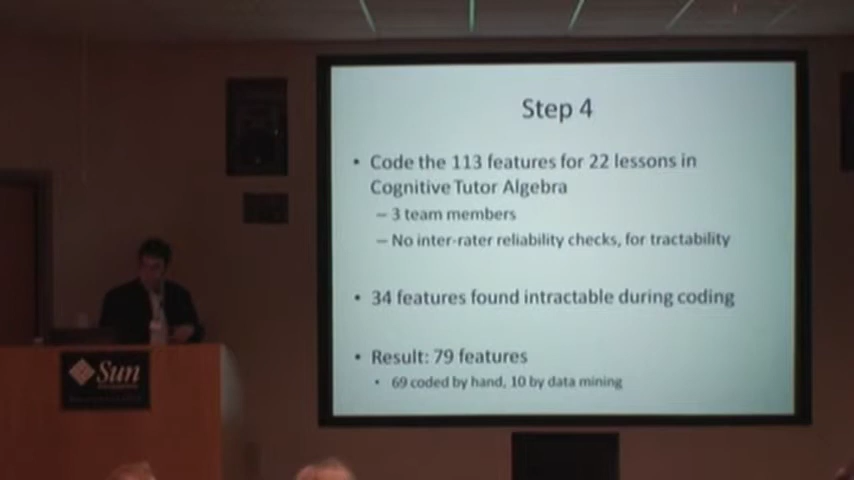 Step 4
• Code the 113 features for 22 lessons in
Cognitive Tutor Algebra
– 3 team members
– No inter-rater reliability checks, for tractability
• 34 features found intractable during coding
• Result: 79 features
• 69 coded by hand, 10 by data mining
Sun